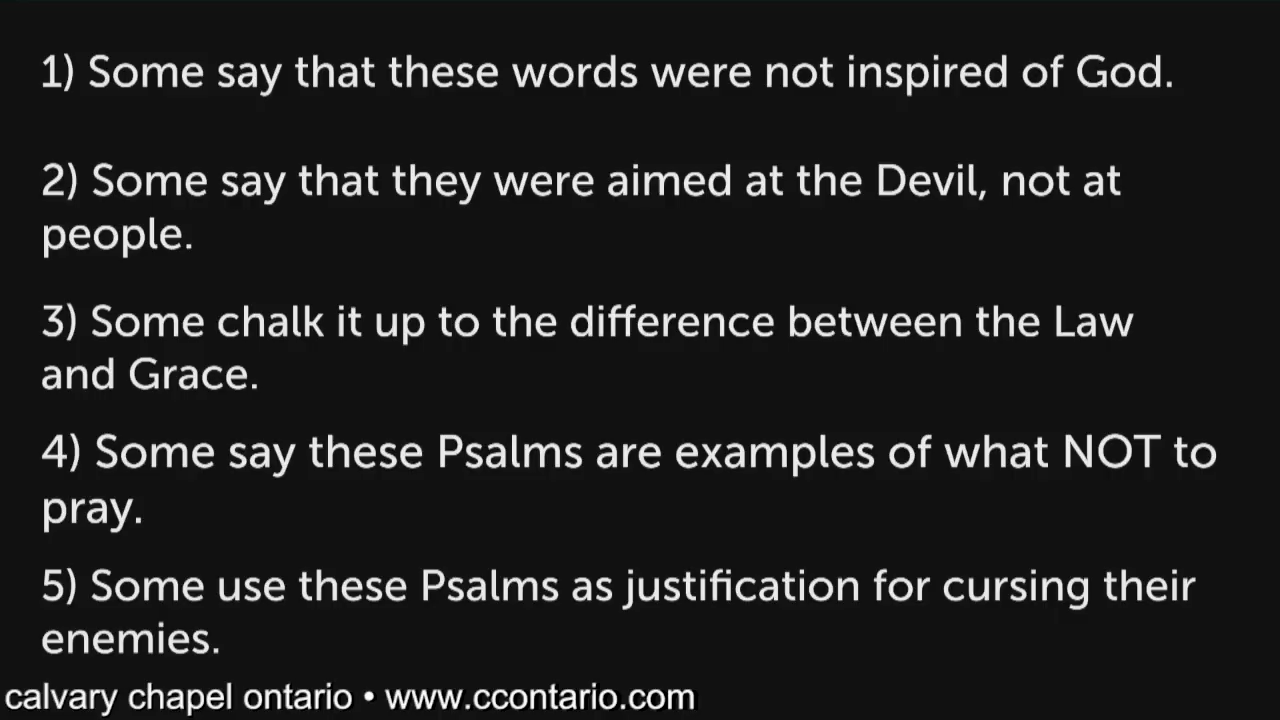 1) Some say that these words were not inspired of God.
2) Some say that they were aimed at the Devil, not at
people.
3) Some chalk it up to the difference between the Law
and Grace.
4) Some say these Psalms are examples of what NOT to
pray.
5) Some use these Psalms as justification for cursing their
enemies.
calvary chapel ontario • www.ccontario.com